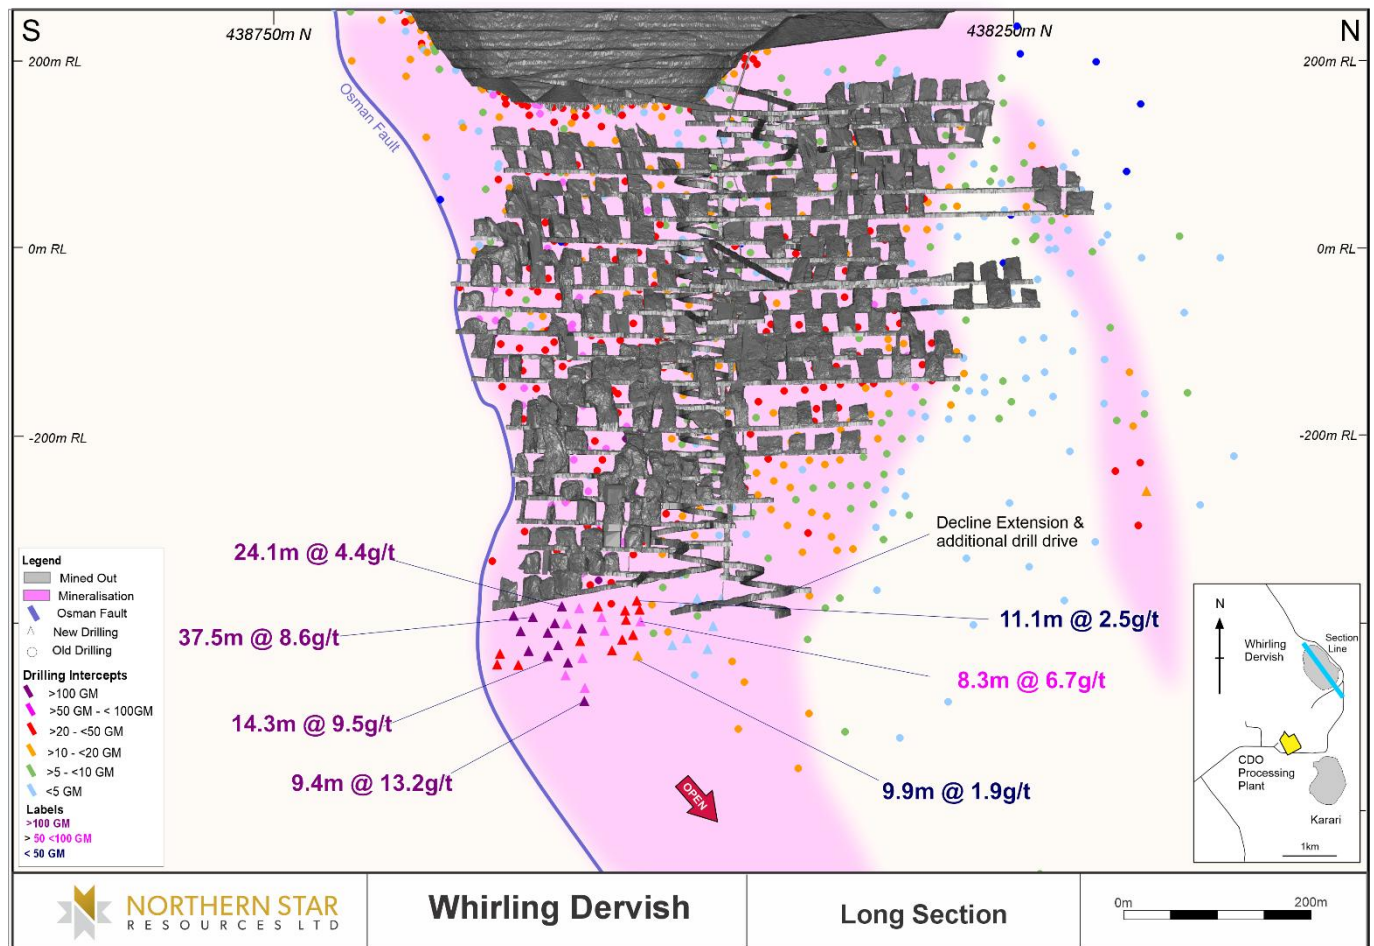 S
438750m N
438250m N
N
200m RL
200m RL
Osman Fault
0m RL
0m RL
-200m RL
-200m RL
Decline Extension &
additional drill drive
24.1m @ 4.4g/t
37.5m @ 8.6g/t
14.3m @ 9.5g/t
9.4m @ 13.2g/t
11.1m @ 2.5g/t
8.3m @ 6.7g/t
9.9m @ 1.9g/t
OPEN
Legend
Mined Out
Mineralisation
Osman Fault
New Drilling
Old Drilling
Drilling Intercepts
>100 GM
>50 GM - < 100GM
>20 - <50 GM
>10 - <20 GM
>5 - <10 GM
<5 GM
Labels
>100 GM
> 50 <100 GM
< 50 GM
N
Whirling
Dervish
Section
Line
CDO
Processing
Plant
Karari
1km
NORTHERN STAR
RESOURCES LTD
Whirling Dervish
Long Section
0m
200m